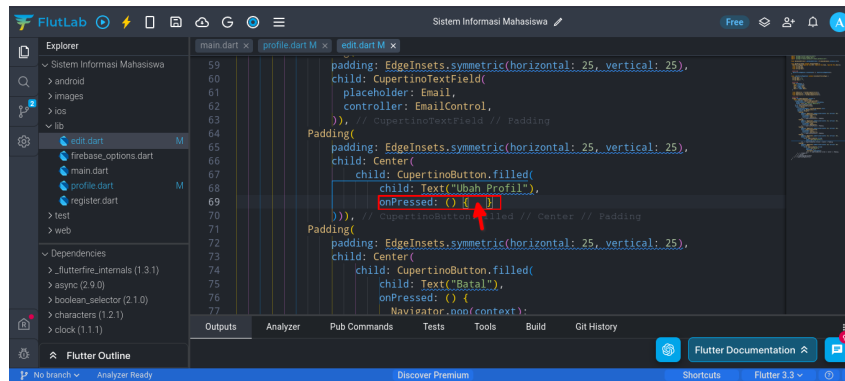 FlutLab
Sistem Informasi Mahasiswa
Free
A
Explorer
main.dart ×
profile.dart M ×
edit.dart M ×
Sistem Informasi Mahasiswa
android
images
ios
lib
edit.dart M
firebase_options.dart
main.dart
profile.dart M
register.dart
test
web
Dependencies
_flutterfire_internals (1.3.1)
async (2.9.0)
boolean_selector (2.1.0)
characters (1.2.1)
clock (1.1.1)
Flutter Outline
2
59 padding: EdgeInsets.symmetric(horizontal: 25, vertical: 25),
60 child: CupertinoTextField(
61 placeholder: Email,
62 controller: EmailControl,
63 )), // CupertinoTextField // Padding
64 Padding(
65 padding: EdgeInsets.symmetric(horizontal: 25, vertical: 25),
66 child: Center(
67 child: CupertinoButton.filled(
68 child: Text("Ubah Profil"),
69 onPressed: () { }
70 ))), // CupertinoButton.filled // Center // Padding
71 Padding(
72 padding: EdgeInsets.symmetric(horizontal: 25, vertical: 25),
73 child: Center(
74 child: CupertinoButton.filled(
75 child: Text("Batal"),
76 onPressed: () {
77 Navigator.pop(context);
Outputs Analyzer Pub Commands Tests Tools Build Git History
Flutter Documentation
No branch Analyzer Ready
Discover Premium
Shortcuts Flutter 3.3